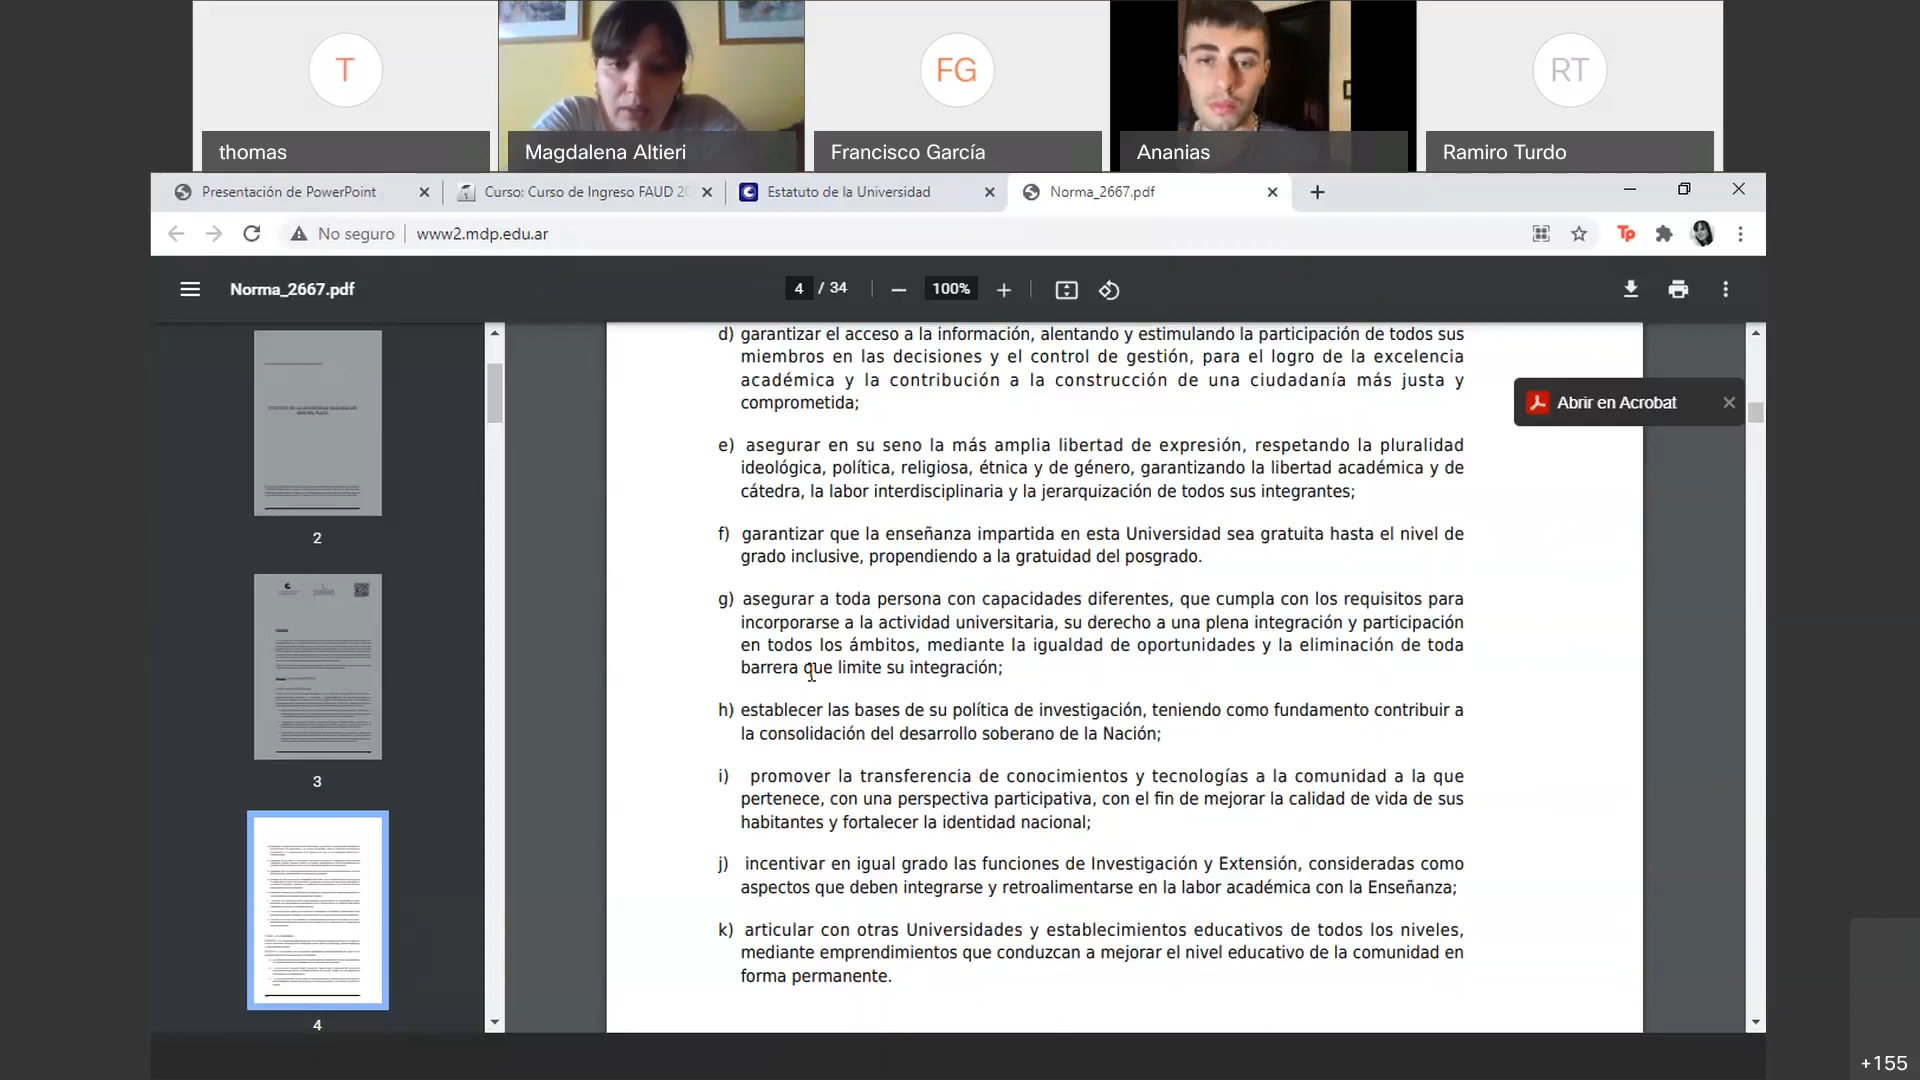 T
FG
RT
thomas
Magdalena Altieri
Francisco García
Ananias
Ramiro Turdo
Presentación de PowerPoint
Curso: Curso de Ingreso FAUD 20
Estatuto de la Universidad
Norma_2667.pdf
No seguro
www2.mdp.edu.ar
Tp
Norma_2667.pdf
4 / 34
100%
d) garantizar el acceso a la información, alentando y estimulando la participación de todos sus
miembros en las decisiones y el control de gestión, para el logro de la excelencia
académica y la contribución a la construcción de una ciudadanía más justa y
comprometida;
Abrir en Acrobat
e) asegurar en su seno la más amplia libertad de expresión, respetando la pluralidad
ideológica, política, religiosa, étnica y de género, garantizando la libertad académica y de
cátedra, la labor interdisciplinaria y la jerarquización de todos sus integrantes;
f) garantizar que la enseñanza impartida en esta Universidad sea gratuita hasta el nivel de
grado inclusive, propendiendo a la gratuidad del posgrado.
g) asegurar a toda persona con capacidades diferentes, que cumpla con los requisitos para
incorporarse a la actividad universitaria, su derecho a una plena integración y participación
en todos los ámbitos, mediante la igualdad de oportunidades y la eliminación de toda
barrera que limite su integración;
h) establecer las bases de su política de investigación, teniendo como fundamento contribuir a
la consolidación del desarrollo soberano de la Nación;
i) promover la transferencia de conocimientos y tecnologías a la comunidad a la que
pertenece, con una perspectiva participativa, con el fin de mejorar la calidad de vida de sus
habitantes y fortalecer la identidad nacional;
j) incentivar en igual grado las funciones de Investigación y Extensión, consideradas como
aspectos que deben integrarse y retroalimentarse en la labor académica con la Enseñanza;
k) articular con otras Universidades y establecimientos educativos de todos los niveles,
mediante emprendimientos que conduzcan a mejorar el nivel educativo de la comunidad en
forma permanente.
2
3
4
+155